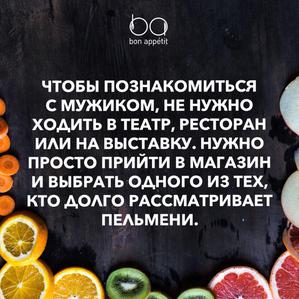 ba
bon appétit
ЧТОБЫ ПОЗНАКОМИТЬСЯ
С МУЖИКОМ, НЕ НУЖНО
ХОДИТЬ В ТЕАТР, РЕСТОРАН
ИЛИ НА ВЫСТАВКУ. НУЖНО
ПРОСТО ПРИЙТИ В МАГАЗИН
И ВЫБРАТЬ ОДНОГО ИЗ ТЕХ,
КТО ДОЛГО РАССМАТРИВАЕТ
ПЕЛЬМЕНИ.